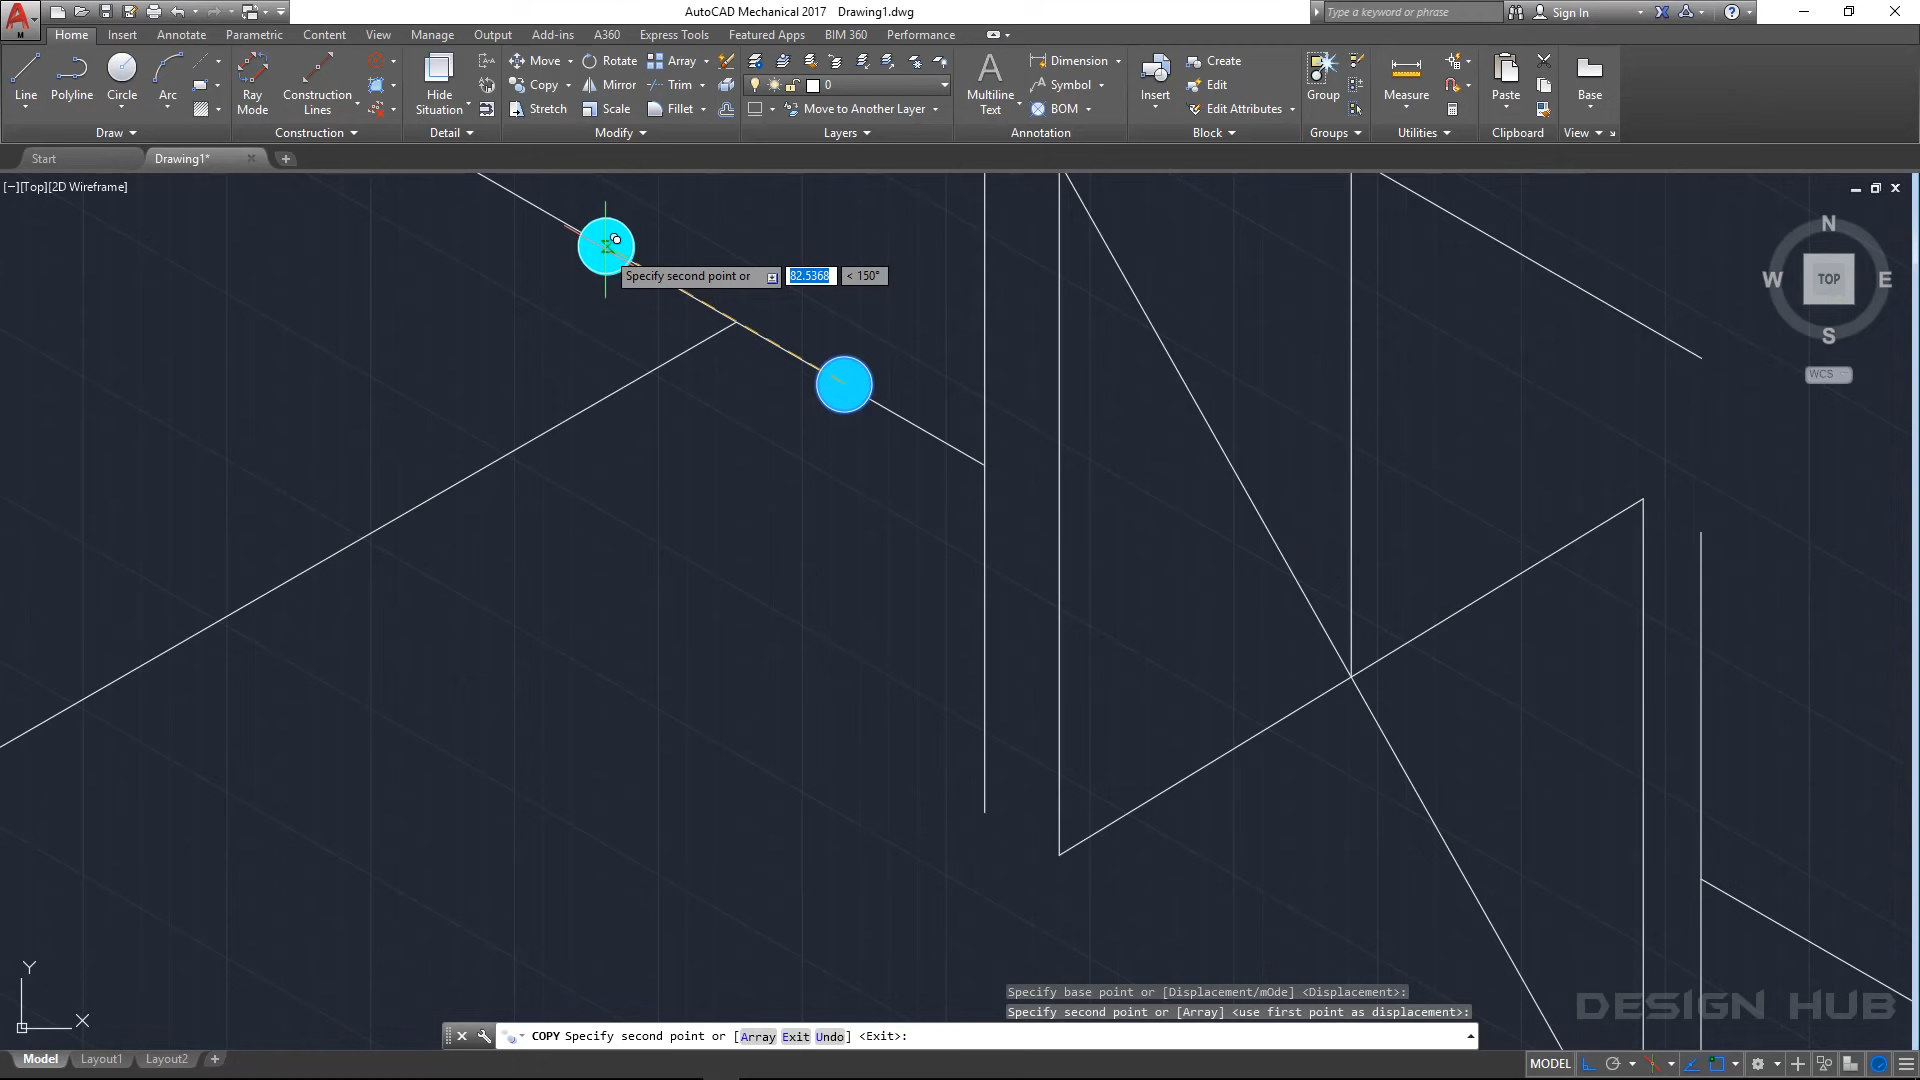 AutoCAD Mechanical 2017 Drawing1.dwg
Type a keyword or phrase
Sign In
M
Home Insert Annotate Parametric Content View Manage Output Add-ins A360 Express Tools Featured Apps BIM 360 Performance
Line Polyline Circle Arc
Ray Mode
Construction Lines
Hide Situation
Move Rotate Array
Copy Mirror Trim
Stretch Scale Fillet
0
Move to Another Layer
A
Multiline Text
Dimension
Symbol
BOM
Insert
Create
Edit
Edit Attributes
Group
Measure
Paste
Base
Draw Construction Detail Modify Layers Annotation Block Groups Utilities Clipboard View
Start Drawing1*
[−][Top][2D Wireframe]
N
W TOP E
S
WCS
Specify second point or 82.5368 < 150°
Y
X
Specify base point or [Displacement/mOde] <Displacement>:
Specify second point or [Array] <use first point as displacement>:
COPY Specify second point or [Array Exit Undo] <Exit>:
DESIGN HUB
Model Layout1 Layout2
MODEL